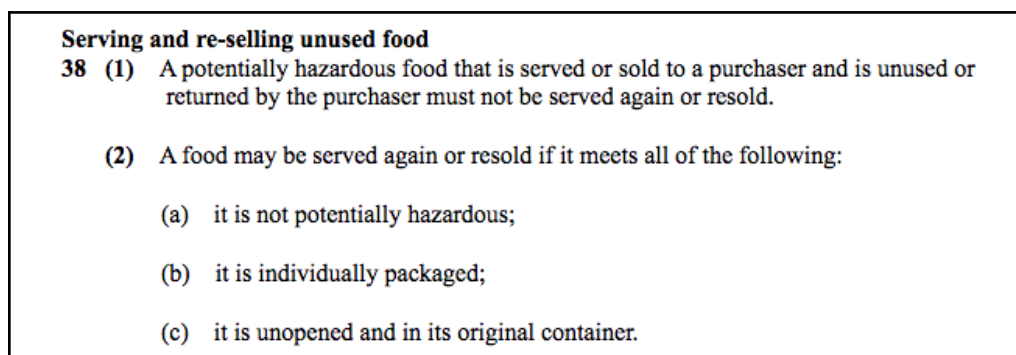 Serving and re-selling unused food
38 (1) A potentially hazardous food that is served or sold to a purchaser and is unused or
returned by the purchaser must not be served again or resold.
(2) A food may be served again or resold if it meets all of the following:
(a) it is not potentially hazardous;
(b) it is individually packaged;
(c) it is unopened and in its original container.